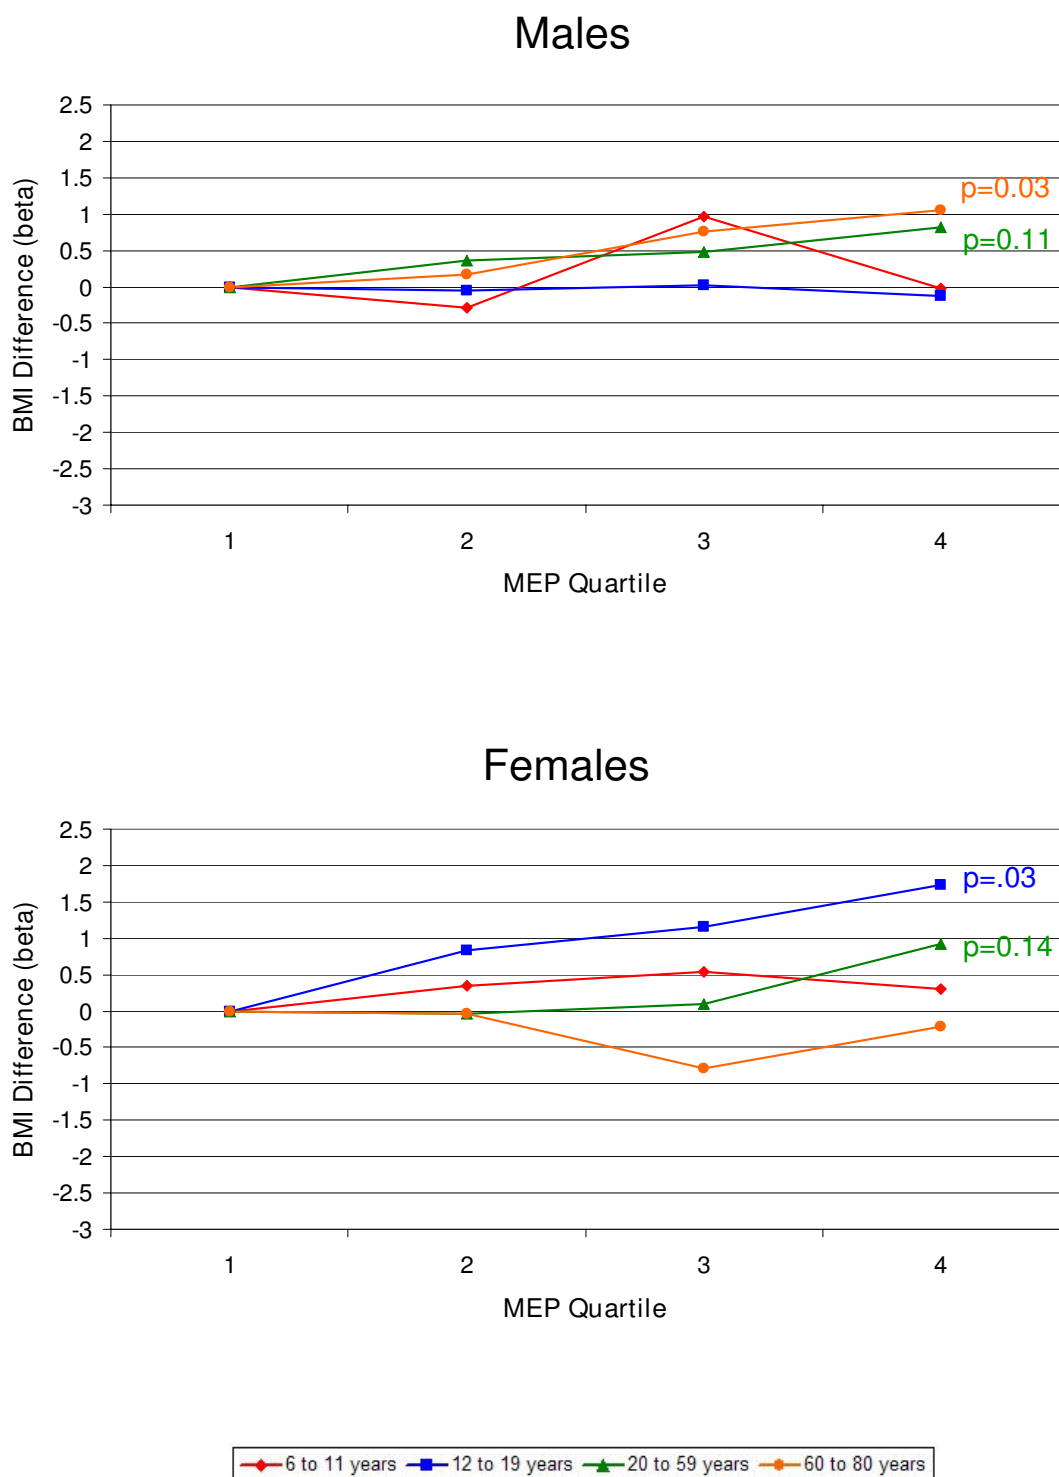 Males
2.5
2
1.5
1
0.5
0
-0.5
-1
-1.5
-2
-2.5
-3
BMI Difference (beta)
p=0.03
p=0.11
1 2 3 4
MEP Quartile
Females
2.5
2
1.5
1
0.5
0
-0.5
-1
-1.5
-2
-2.5
-3
BMI Difference (beta)
p=.03
p=0.14
1 2 3 4
MEP Quartile
6 to 11 years 12 to 19 years 20 to 59 years 60 to 80 years